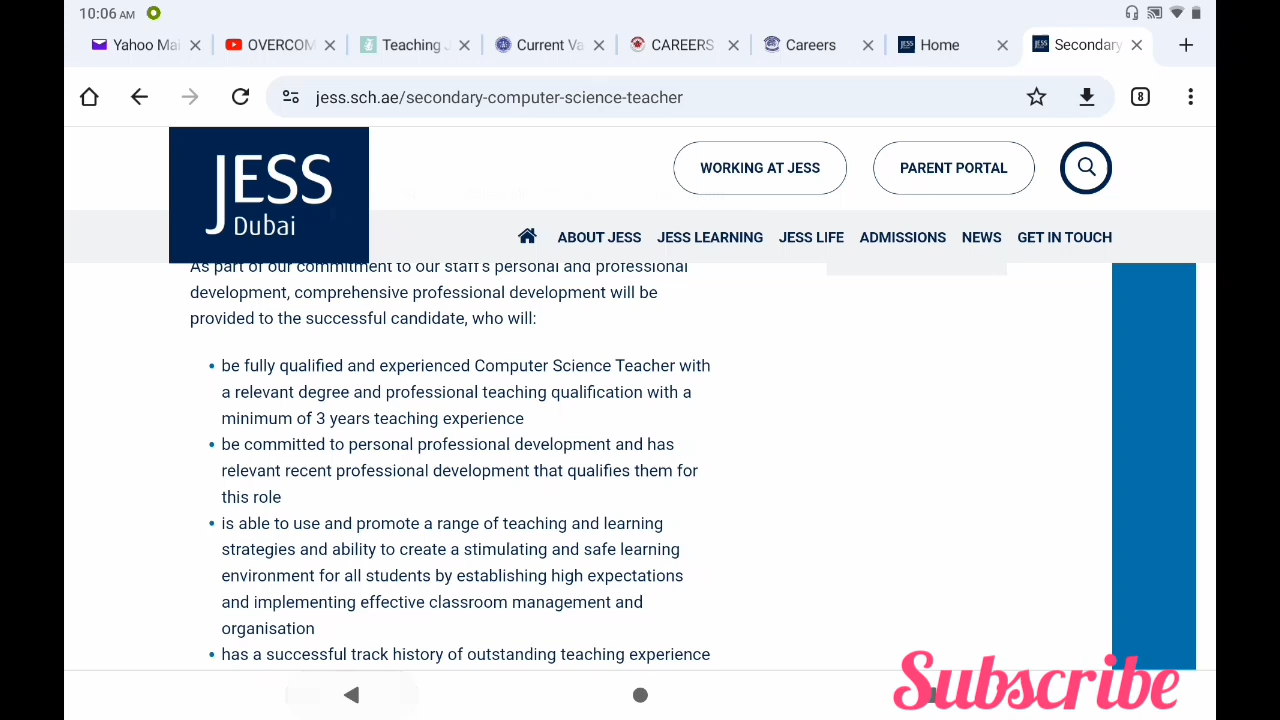 10:06 AM
Yahoo Mai
OVERCOM
Teaching J
Current Va
CAREERS
Careers
Home
Secondary
jess.sch.ae/secondary-computer-science-teacher
8
JESS
Dubai
WORKING AT JESS
PARENT PORTAL
ABOUT JESS
JESS LEARNING
JESS LIFE
ADMISSIONS
NEWS
GET IN TOUCH
As part of our commitment to our staff's personal and professional
development, comprehensive professional development will be
provided to the successful candidate, who will:
• be fully qualified and experienced Computer Science Teacher with
a relevant degree and professional teaching qualification with a
minimum of 3 years teaching experience
• be committed to personal professional development and has
relevant recent professional development that qualifies them for
this role
• is able to use and promote a range of teaching and learning
strategies and ability to create a stimulating and safe learning
environment for all students by establishing high expectations
and implementing effective classroom management and
organisation
• has a successful track history of outstanding teaching experience
Subscribe